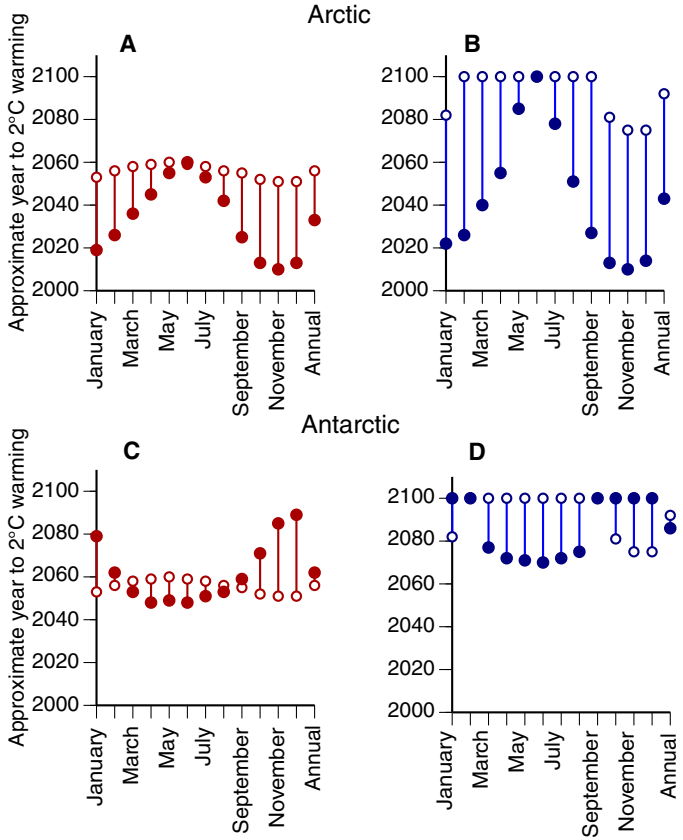 Arctic
A
B
Approximate year to 2°C warming
2100
2080
2060
2040
2020
2000
January
March
May
July
September
November
Annual
2100
2080
2060
2040
2020
2000
January
March
May
July
September
November
Annual
Antarctic
C
D
Approximate year to 2°C warming
2100
2080
2060
2040
2020
2000
January
March
May
July
September
November
Annual
2100
2080
2060
2040
2020
2000
January
March
May
July
September
November
Annual